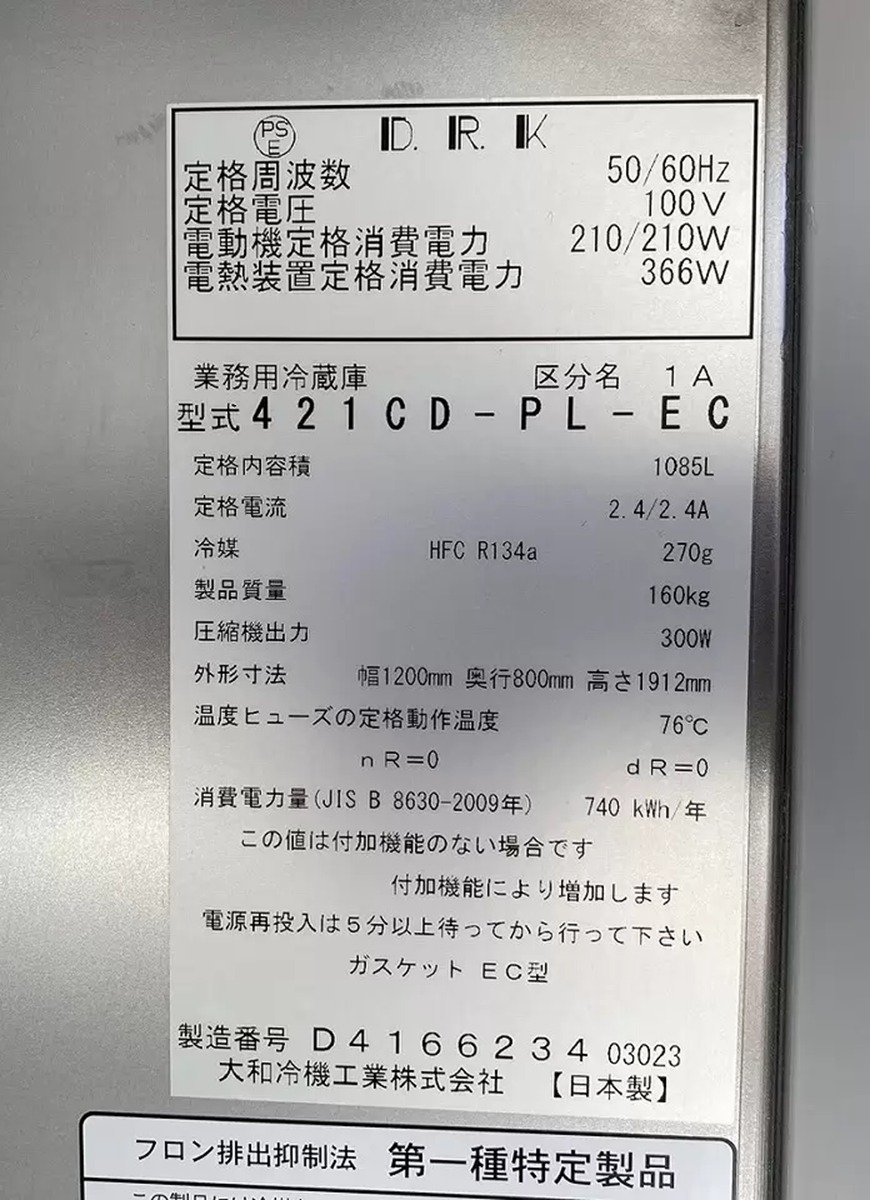 PS
E
D.R.K
定格周波数 50/60Hz
定格電圧 100V
電動機定格消費電力 210/210W
電熱装置定格消費電力 366W
業務用冷蔵庫 区分名 1A
型式421CD-PL-EC
定格内容積 1085L
定格電流 2.4/2.4A
冷媒 HFC R134a 270g
製品質量 160kg
圧縮機出力 300W
外形寸法 幅1200mm 奥行800mm 高さ1912mm
温度ヒューズの定格動作温度 76℃
nR=0 dR=0
消費電力量(JIS B 8630-2009年) 740 kWh/年
この値は付加機能のない場合です
付加機能により増加します
電源再投入は5分以上待ってから行って下さい
ガスケット EC型
製造番号 D4166234 03023
大和冷機工業株式会社 【日本製】
フロン排出抑制法 第一種特定製品